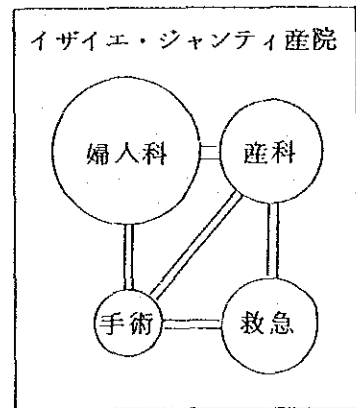 イザイエ・ジャンティ産院
婦人科
産科
手術
救急